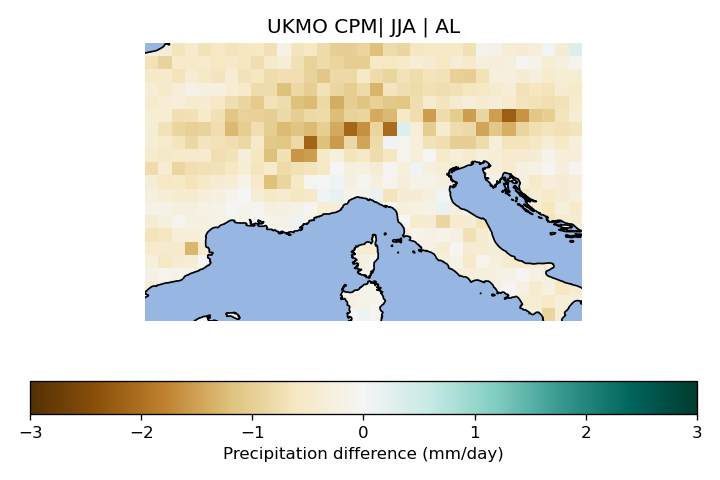 UKMO CPM| JJA | AL
−3 −2 −1 0 1 2 3
Precipitation difference (mm/day)